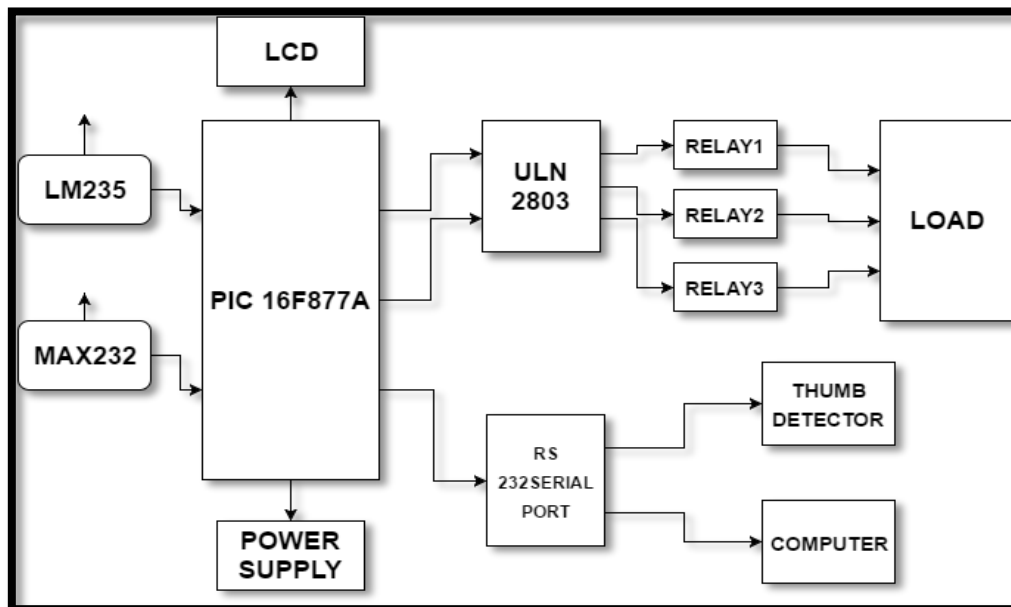 LCD
LM235
MAX232
PIC 16F877A
POWER
SUPPLY
ULN
2803
RELAY1
RELAY2
RELAY3
LOAD
RS
232SERIAL
PORT
THUMB
DETECTOR
COMPUTER